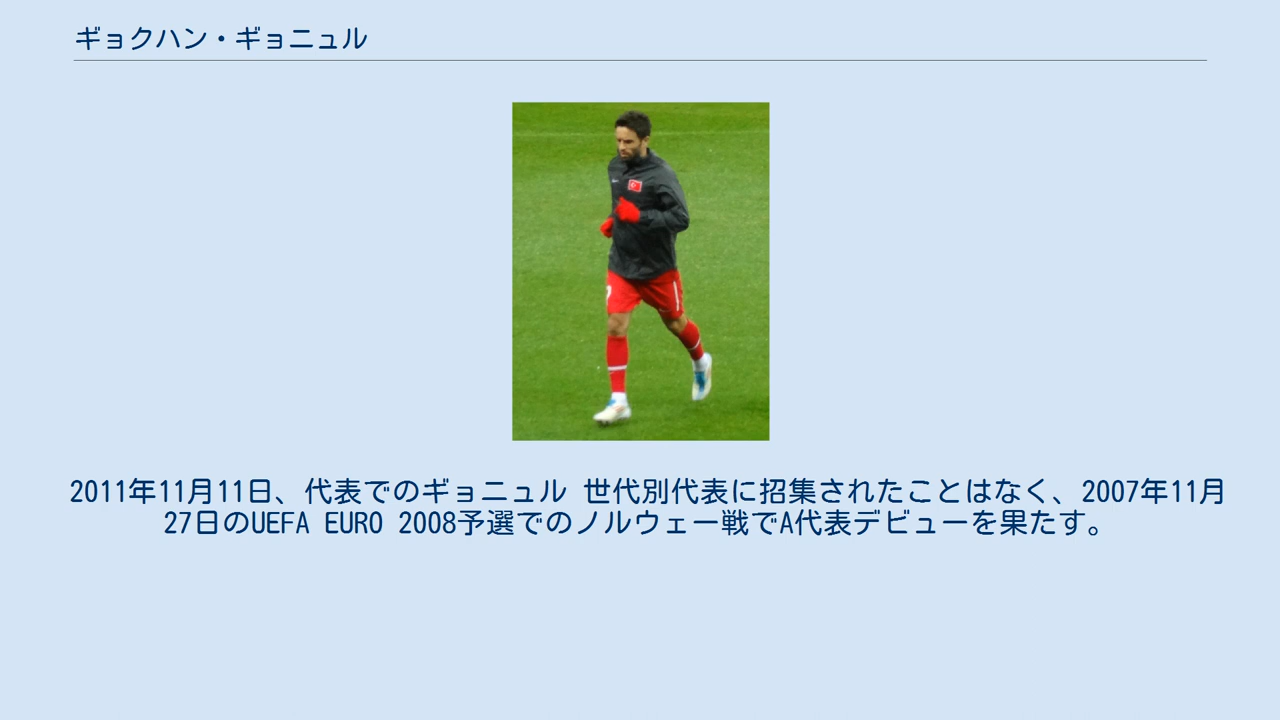 ギョクハン・ギョニュル
2011年11月11日、代表でのギョニュル 世代別代表に招集されたことはなく、2007年11月
27日のUEFA EURO 2008予選でのノルウェー戦でA代表デビューを果たす。